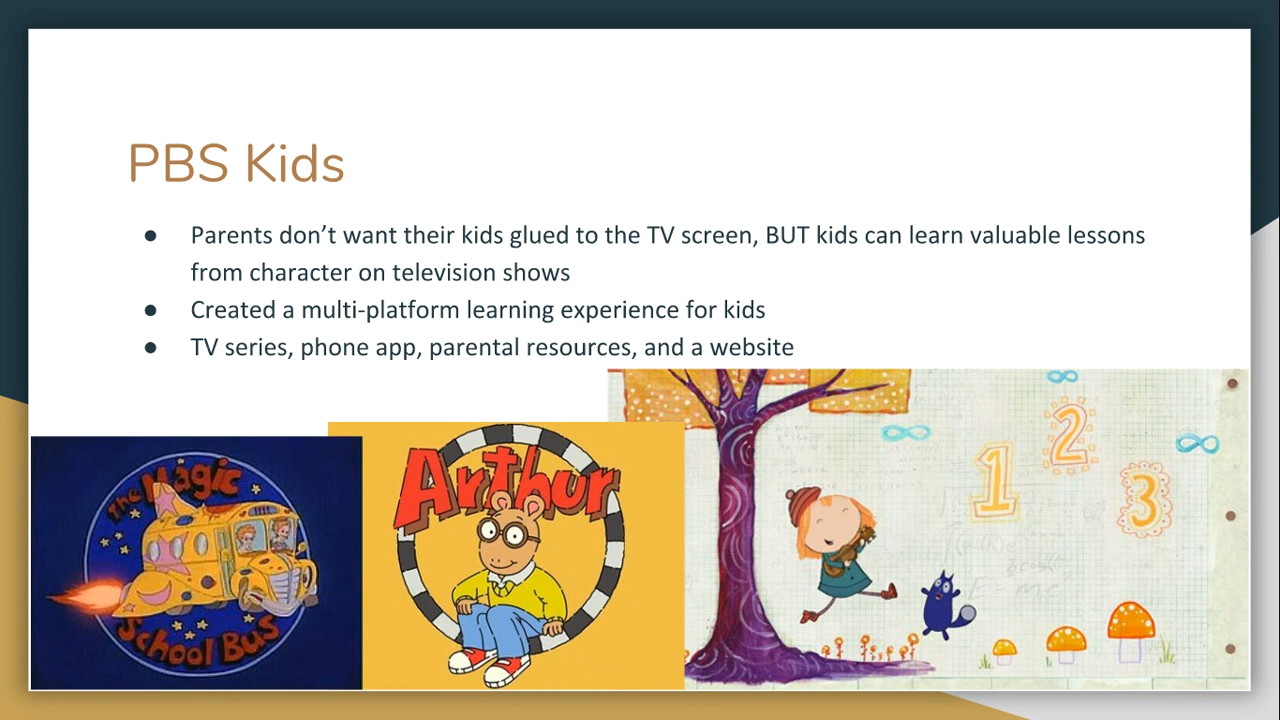 PBS Kids
● Parents don’t want their kids glued to the TV screen, BUT kids can learn valuable lessons
from character on television shows
● Created a multi-platform learning experience for kids
● TV series, phone app, parental resources, and a website
The Magic
School Bus
Arthur
1
2
3